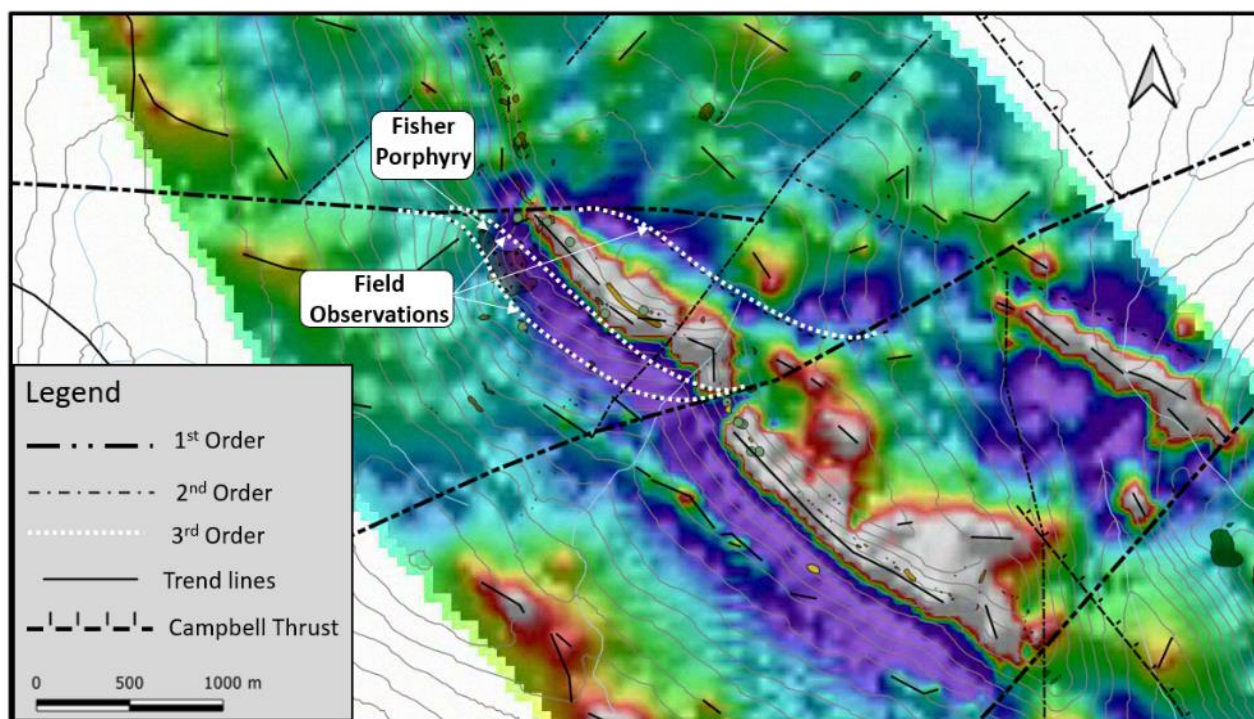 Fisher
Porphyry
Field
Observations
Legend
1st Order
2nd Order
3rd Order
Trend lines
Campbell Thrust
0 500 1000 m